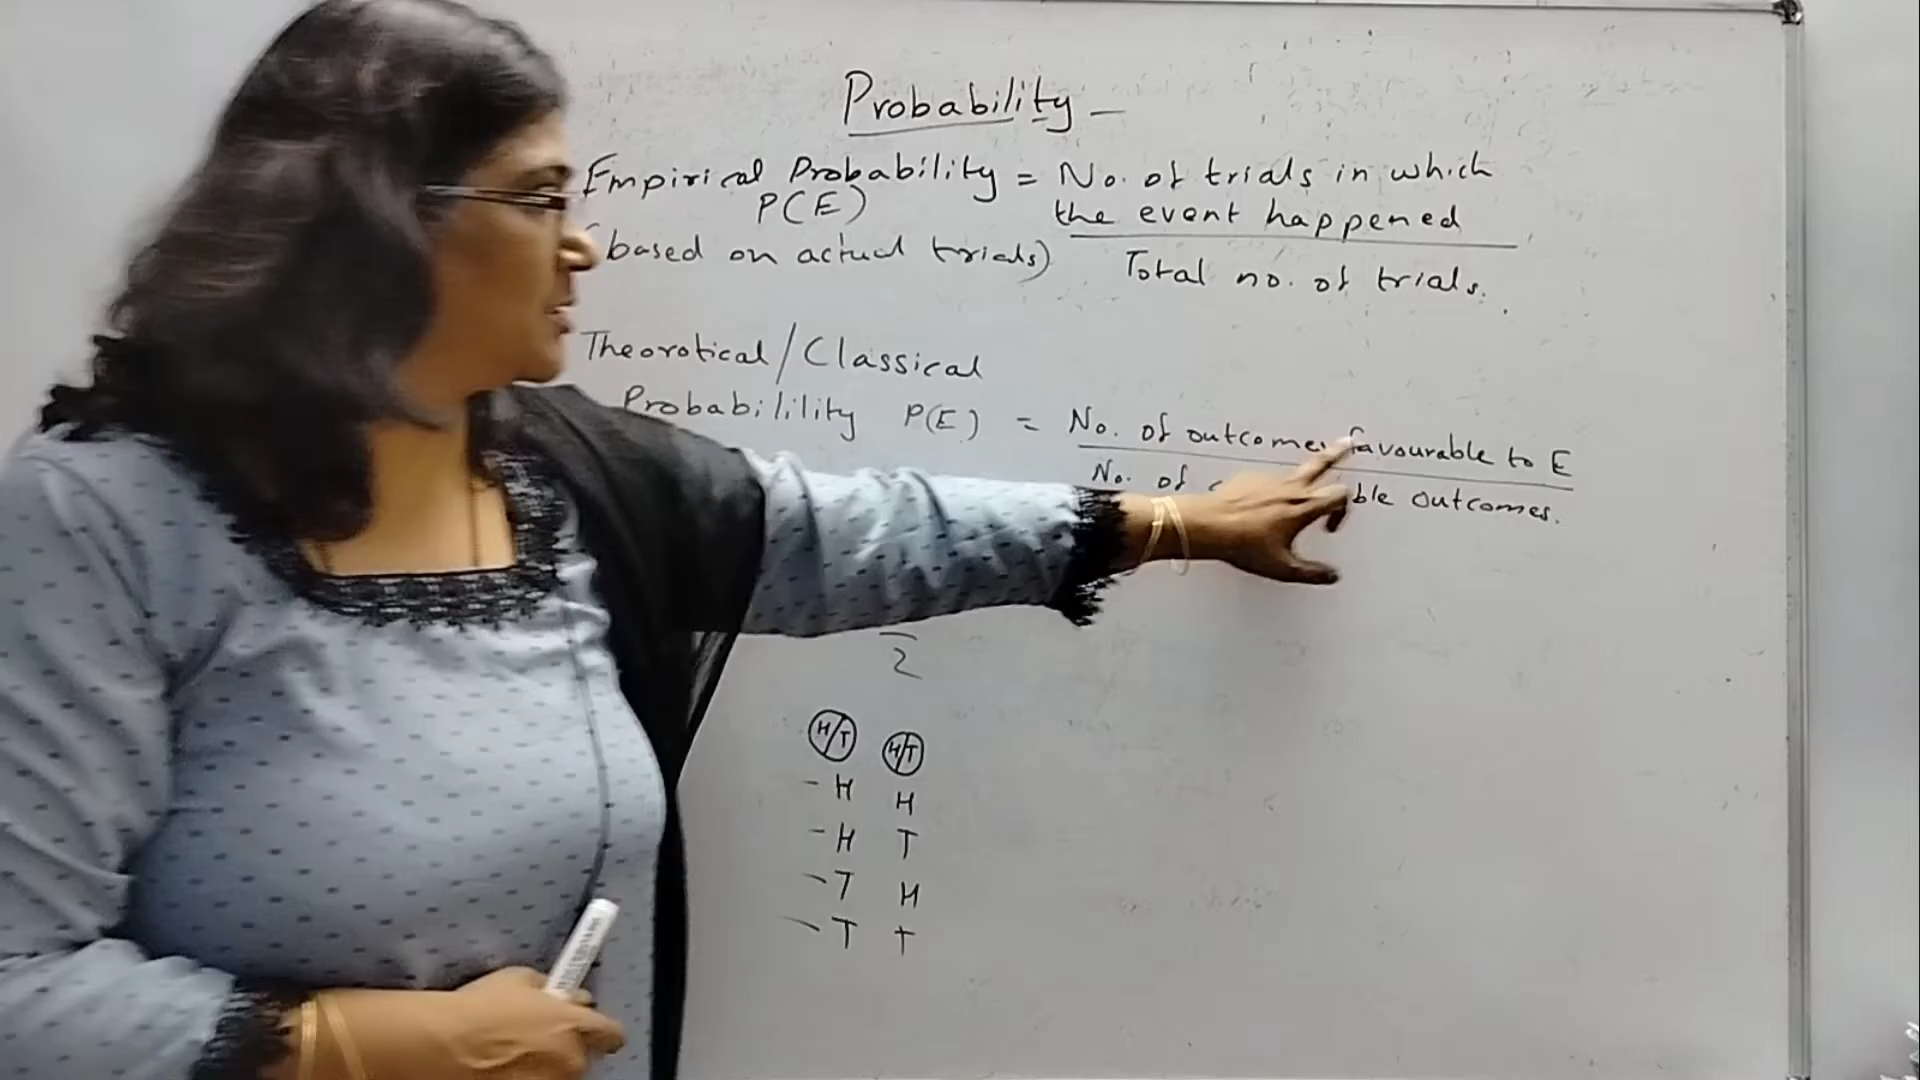 Probability –
Empirical Probability = No. of trials in which
P(E) the event happened
(based on actual trials) Total no. of trials.
Theorotical/Classical
Probabilility P(E) = No. of outcomes favourable to E
No. of ble outcomes.
2
H/T H/T
- H H
- H T
- T H
- T T